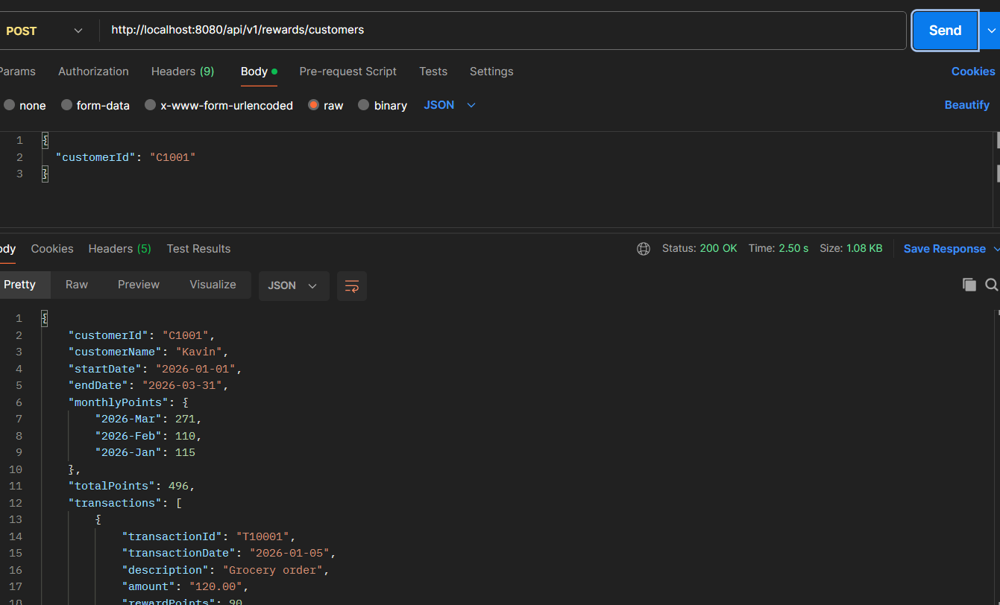 POST http://localhost:8080/api/v1/rewards/customers Send
Params Authorization Headers (9) Body Pre-request Script Tests Settings Cookies
none form-data x-www-form-urlencoded raw binary JSON Beautify
1 {
2 "customerId": "C1001"
3 }
Body Cookies Headers (5) Test Results Status: 200 OK Time: 2.50 s Size: 1.08 KB Save Response
Pretty Raw Preview Visualize JSON
1 {
2 "customerId": "C1001",
3 "customerName": "Kavin",
4 "startDate": "2026-01-01",
5 "endDate": "2026-03-31",
6 "monthlyPoints": {
7 "2026-Mar": 271,
8 "2026-Feb": 110,
9 "2026-Jan": 115
10 },
11 "totalPoints": 496,
12 "transactions": [
13 {
14 "transactionId": "T10001",
15 "transactionDate": "2026-01-05",
16 "description": "Grocery order",
17 "amount": "120.00",
18 "rewardPoints": 90